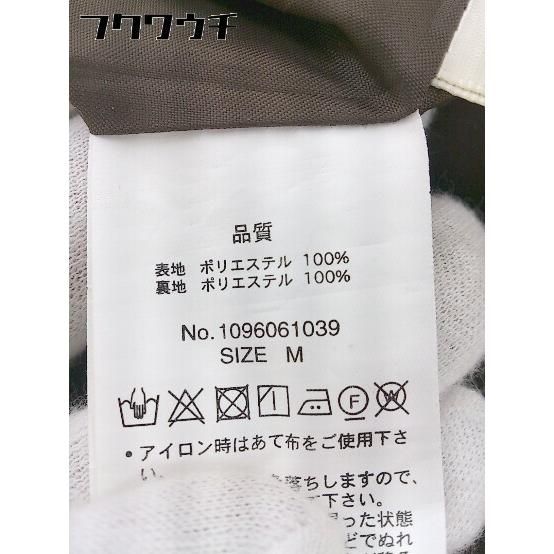 フクワウチ
品質
表地 ポリエステル 100%
裏地 ポリエステル 100%
No.1096061039
SIZE M
F W
・アイロン時はあて布をご使用下さ
い。
落ちしますので、
下さい。
った状態
どでぬれ